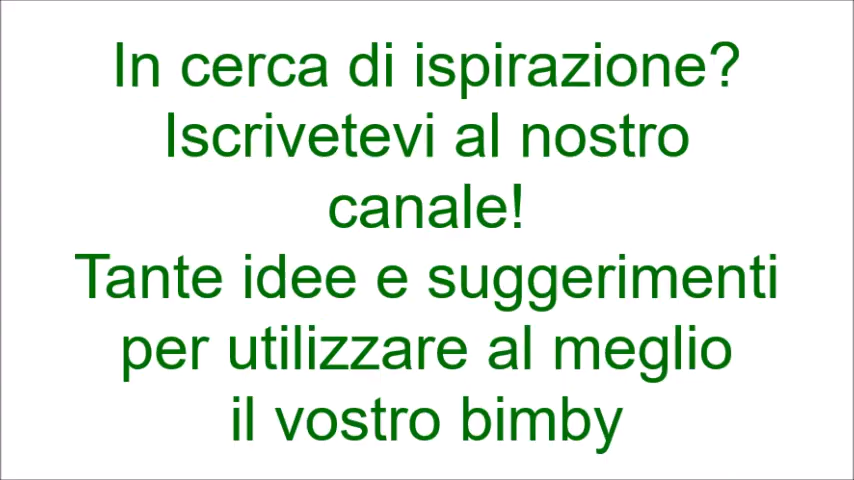 In cerca di ispirazione?
Iscrivetevi al nostro
canale!
Tante idee e suggerimenti
per utilizzare al meglio
il vostro bimby